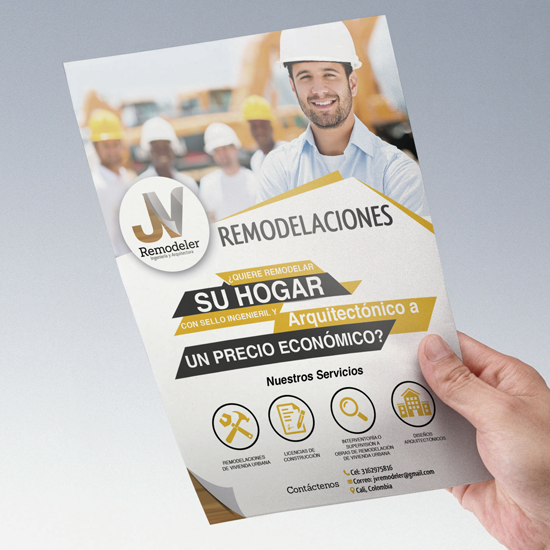 JV
Remodeler
Ingeniería y Arquitectura
REMODELACIONES
¿QUIERE REMODELAR
SU HOGAR
CON SELLO INGENIERIL Y
Arquitectónico a
UN PRECIO ECONÓMICO?
Nuestros Servicios
REMODELACIONES
DE VIVIENDA URBANA
LICENCIAS DE
CONSTRUCCIÓN
INTERVENTORÍA O
SUPERVISIÓN A
OBRAS DE REMODELACIÓN
DE VIVIENDA URBANA
DISEÑOS
ARQUITECTÓNICOS
Contáctenos
Cel: 3162975816
Correo: jvremodeler@gmail.com
Cali, Colombia